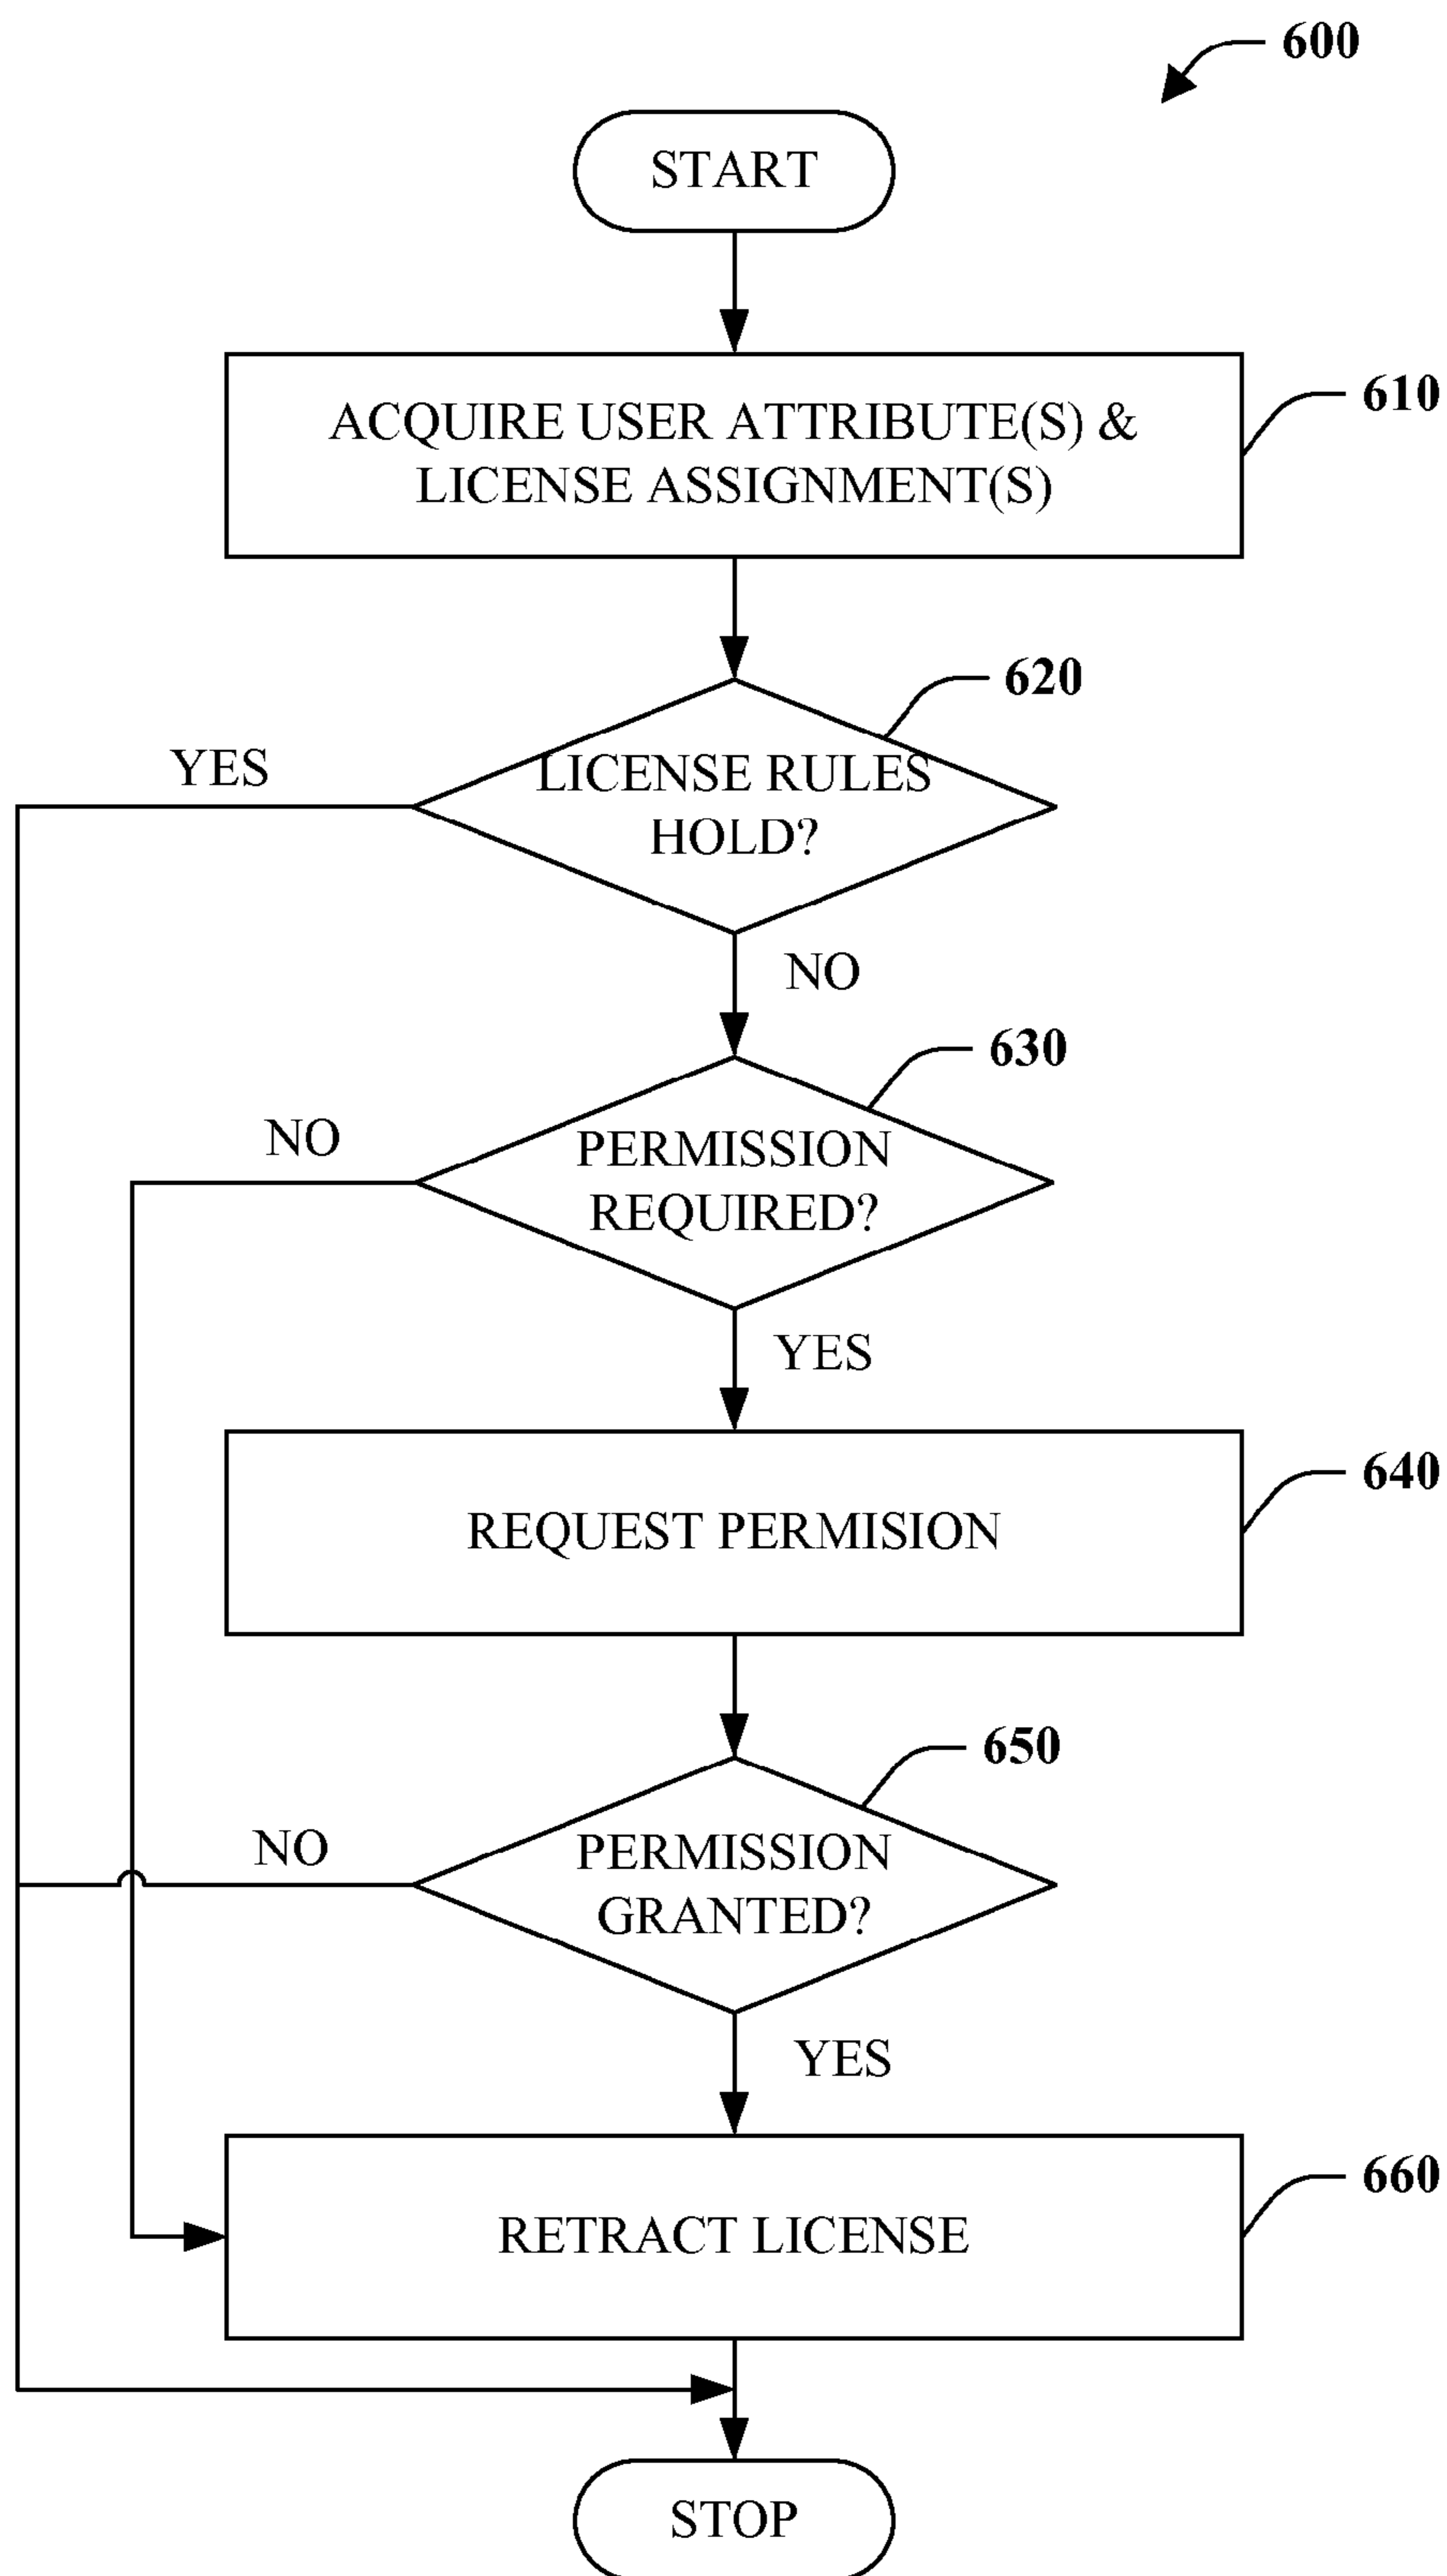 600
START
ACQUIRE USER ATTRIBUTE(S) &
LICENSE ASSIGNMENT(S)
610
620
YES
LICENSE RULES
HOLD?
NO
630
NO
PERMISSION
REQUIRED?
YES
640
REQUEST PERMISION
650
NO
PERMISSION
GRANTED?
YES
660
RETRACT LICENSE
STOP